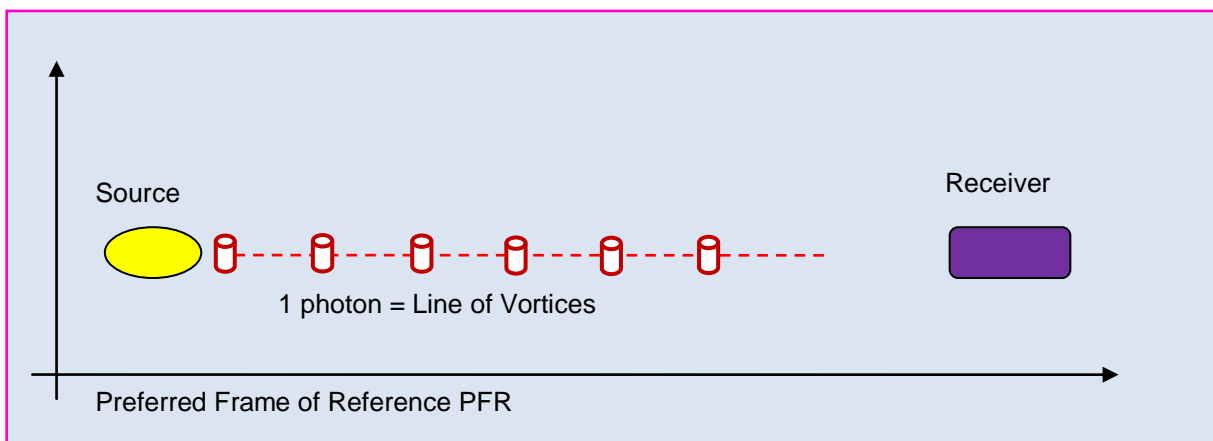 Source
Receiver
1 photon = Line of Vortices
Preferred Frame of Reference PFR